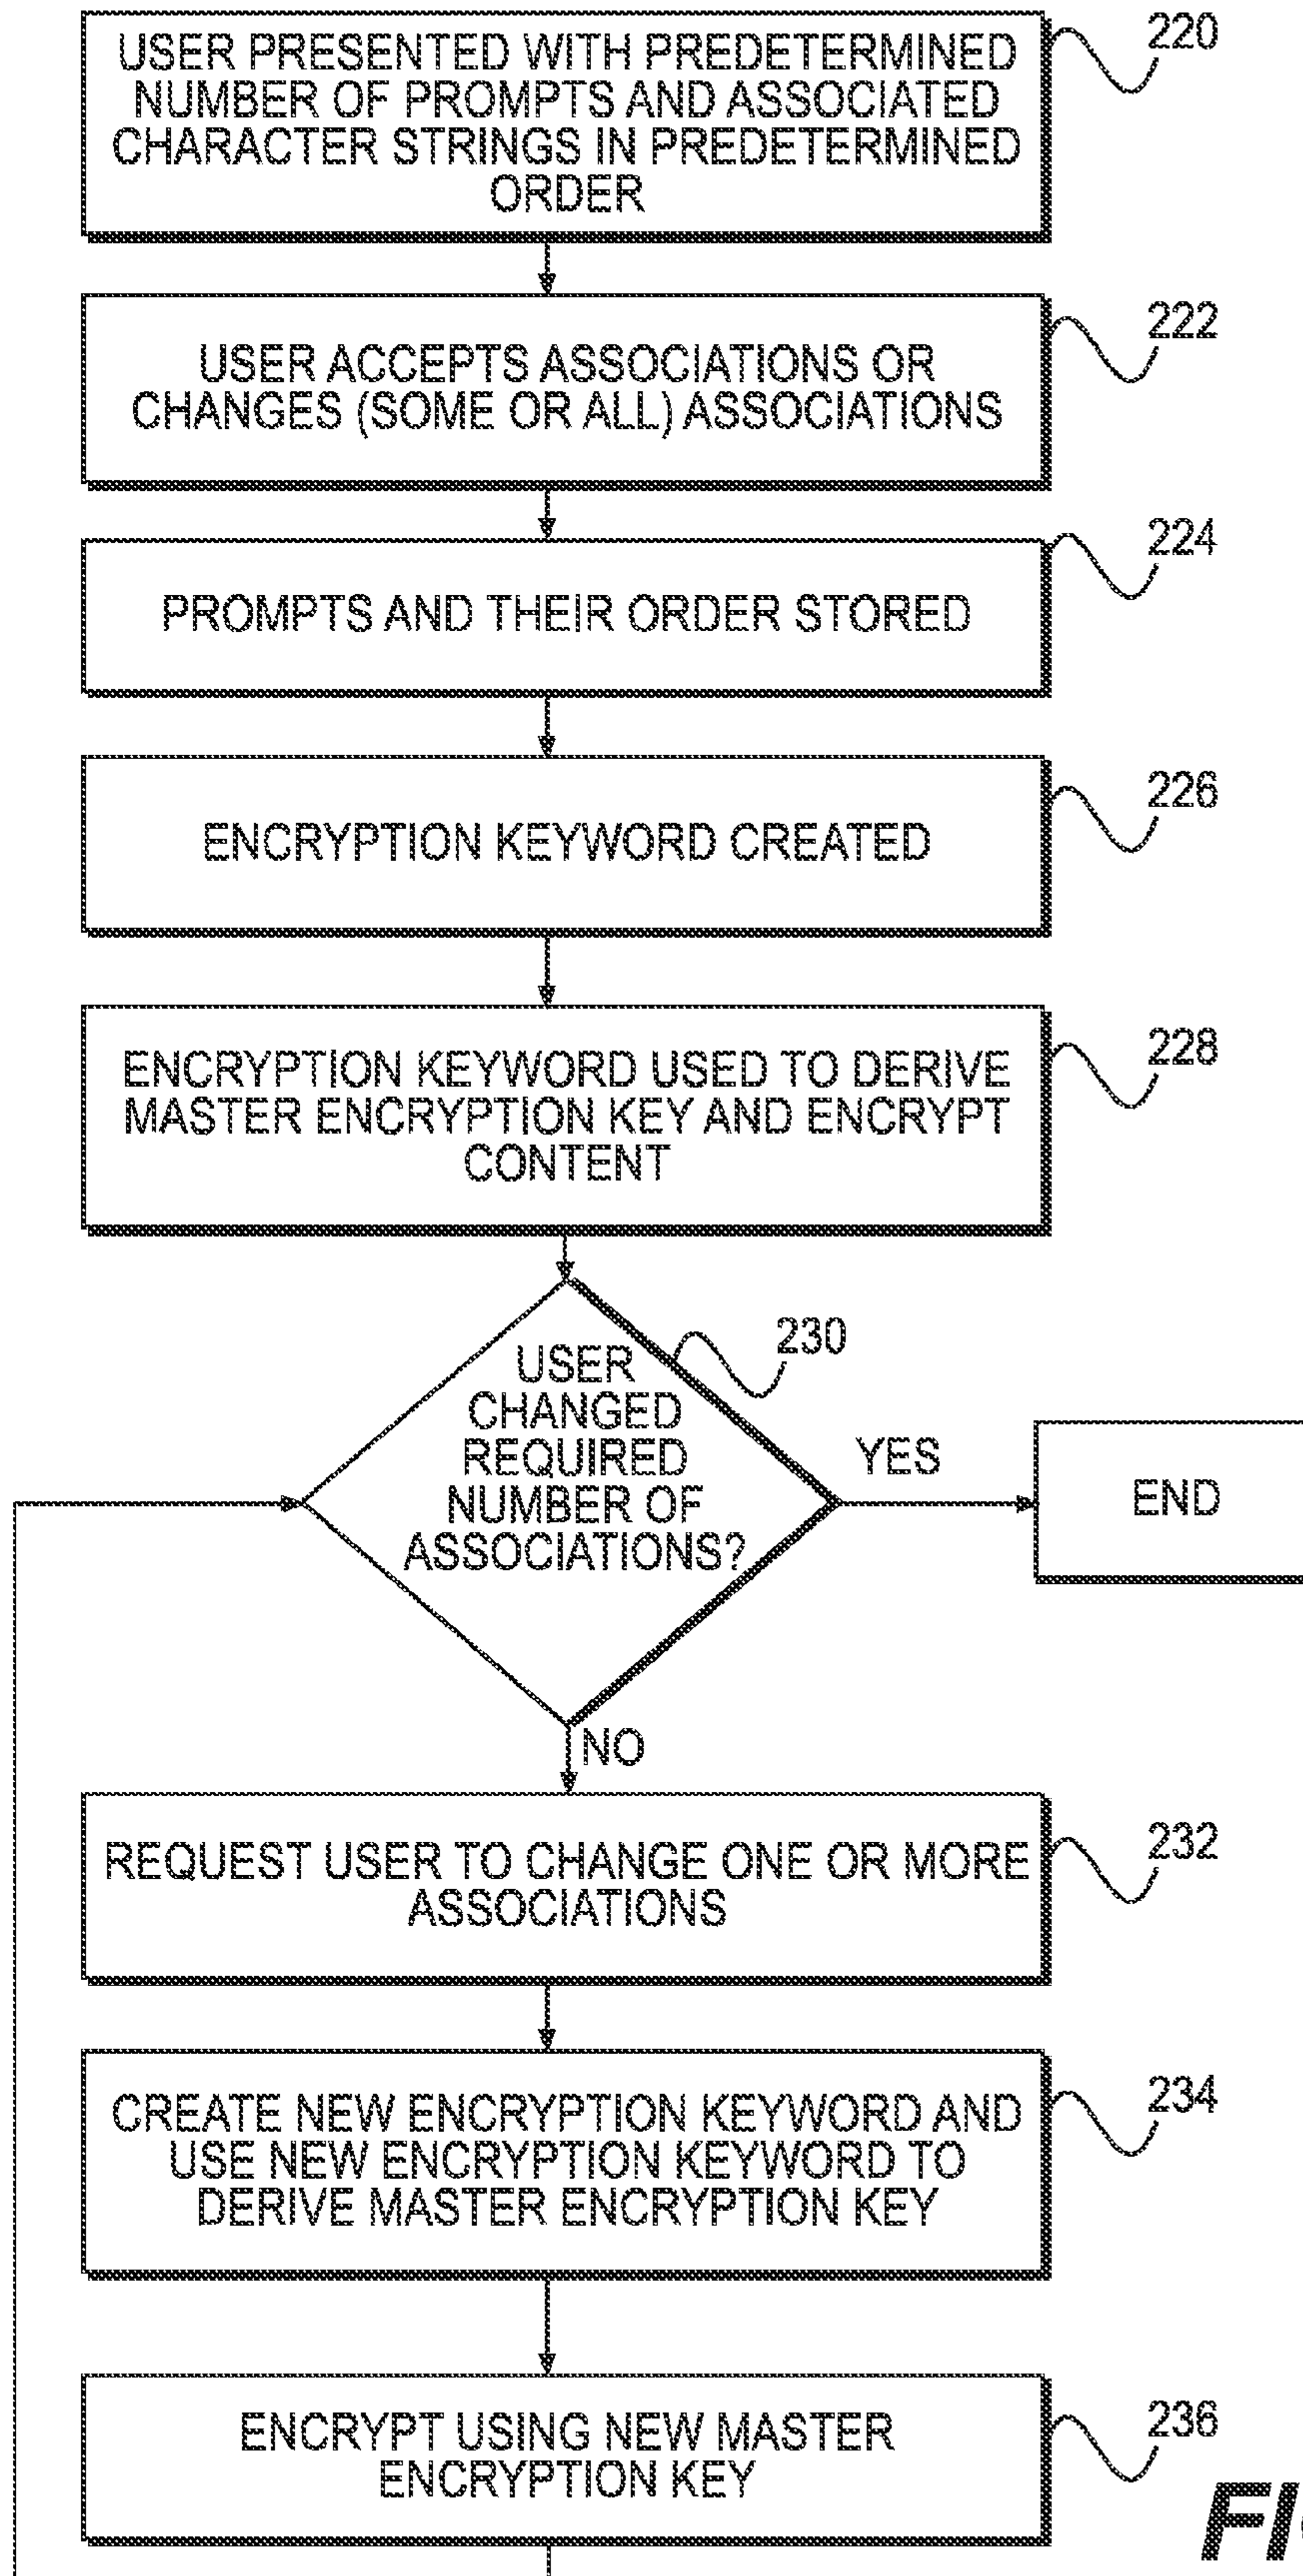 USER PRESENTED WITH PREDETERMINED
NUMBER OF PROMPTS AND ASSOCIATED
CHARACTER STRINGS IN PREDETERMINED
ORDER
220
USER ACCEPTS ASSOCIATIONS OR
CHANGES (SOME OR ALL) ASSOCIATIONS
222
PROMPTS AND THEIR ORDER STORED
224
ENCRYPTION KEYWORD CREATED
226
ENCRYPTION KEYWORD USED TO DERIVE
MASTER ENCRYPTION KEY AND ENCRYPT
CONTENT
228
USER
CHANGED
REQUIRED
NUMBER OF
ASSOCIATIONS?
230
YES
END
NO
REQUEST USER TO CHANGE ONE OR MORE
ASSOCIATIONS
232
CREATE NEW ENCRYPTION KEYWORD AND
USE NEW ENCRYPTION KEYWORD TO
DERIVE MASTER ENCRYPTION KEY
234
ENCRYPT USING NEW MASTER
ENCRYPTION KEY
236